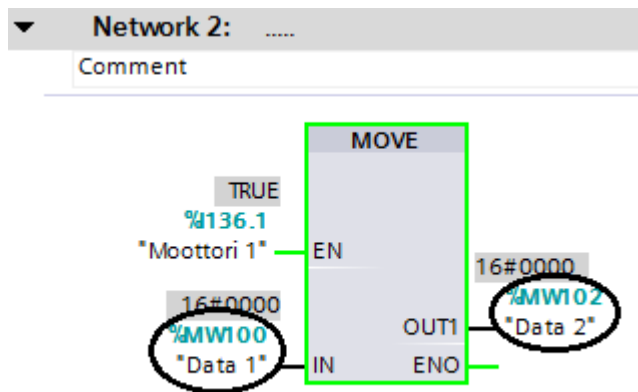 Network 2: .....
Comment
MOVE
TRUE
%I136.1
"Moottori 1"
EN
16#0000
%MW102
16#0000
%MW100
OUT1
"Data 2"
"Data 1"
IN
ENO